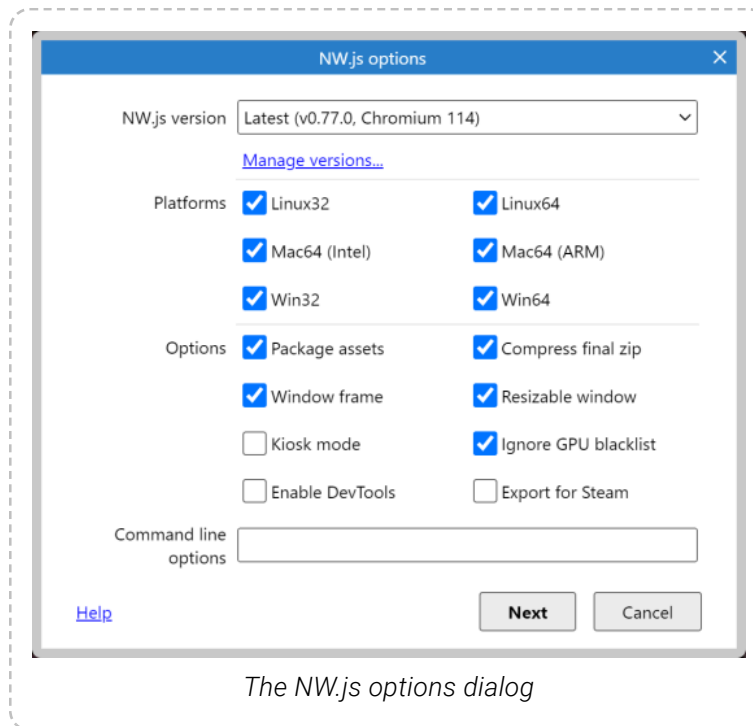 NW.js options
NW.js version Latest (v0.77.0, Chromium 114)
Manage versions...
Platforms Linux32 Linux64
Mac64 (Intel) Mac64 (ARM)
Win32 Win64
Options Package assets Compress final zip
Window frame Resizable window
Kiosk mode Ignore GPU blacklist
Enable DevTools Export for Steam
Command line
options
Help Next Cancel
The NW.js options dialog